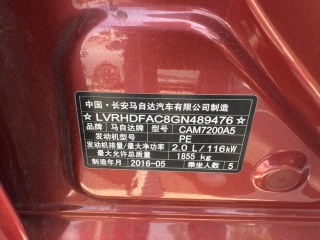 中国·长安马自达汽车有限公司制造
☆ LVRHDFAC8GN489476 ☆
品牌 马自达 型号 CAM7200A5
发动机型号 PE
发动机排量/最大净功率 2.0 L/116kW
最大允许总质量 1855 kg
制造年月 2016-05 乘坐人数 5